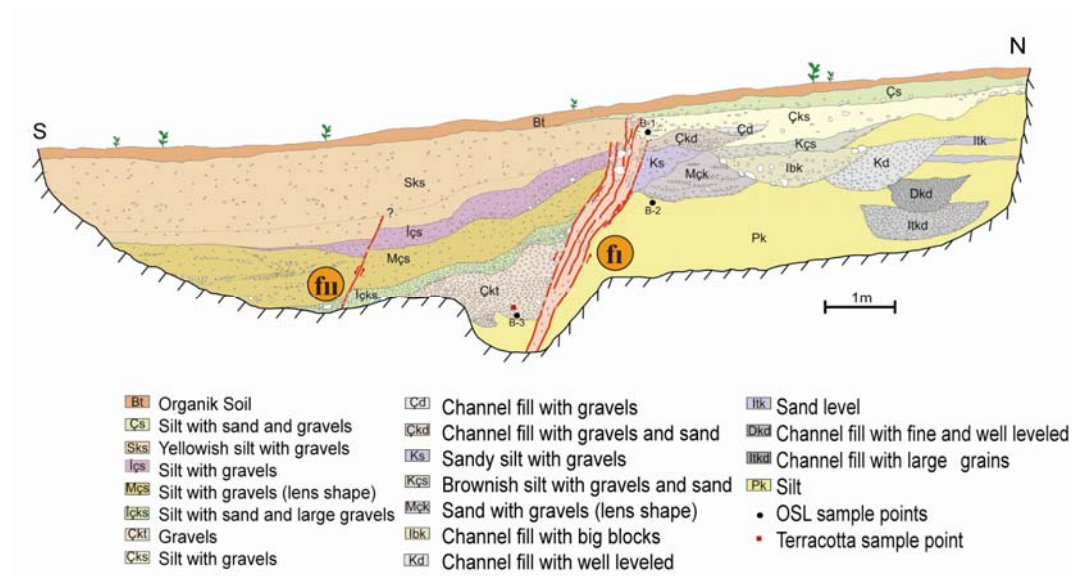 N
S
Bt
Çs
Çks
B-1
Çkd
Çd
Kçs
Itk
Ks
Mçk
Ibk
Kd
Sks
?
İçs
B-2
Dkd
Itkd
Mçs
Pk
fI
fII
İçks
Çkt
B-3
1m
Bt Organik Soil
Çs Silt with sand and gravels
Sks Yellowish silt with gravels
İçs Silt with gravels
Mçs Silt with gravels (lens shape)
İçks Silt with sand and large gravels
Çkt Gravels
Çks Silt with gravels
Çd Channel fill with gravels
Çkd Channel fill with gravels and sand
Ks Sandy silt with gravels
Kçs Brownish silt with gravels and sand
Mçk Sand with gravels (lens shape)
Ibk Channel fill with big blocks
Kd Channel fill with well leveled
Itk Sand level
Dkd Channel fill with fine and well leveled
Itkd Channel fill with large grains
Pk Silt
OSL sample points
Terracotta sample point